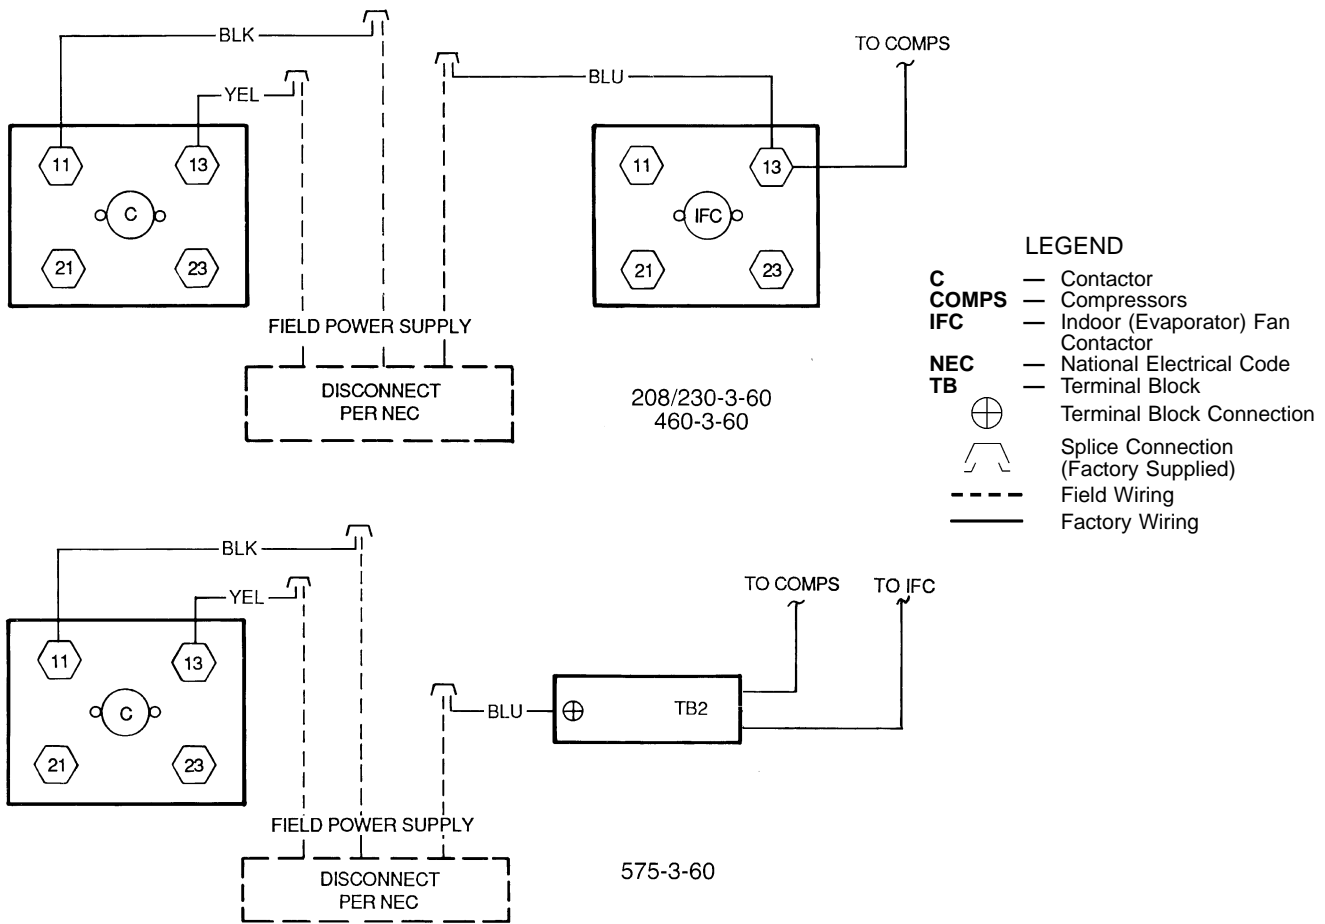 BLK
YEL
BLU
TO COMPS
11
13
C
21
23
11
13
IFC
21
23
FIELD POWER SUPPLY
DISCONNECT
PER NEC
208/230-3-60
460-3-60
LEGEND
C — Contactor
COMPS — Compressors
IFC — Indoor (Evaporator) Fan
Contactor
NEC — National Electrical Code
TB — Terminal Block
Terminal Block Connection
Splice Connection
(Factory Supplied)
Field Wiring
Factory Wiring
BLK
YEL
TO COMPS
TO IFC
11
13
C
21
23
BLU
TB2
FIELD POWER SUPPLY
DISCONNECT
PER NEC
575-3-60